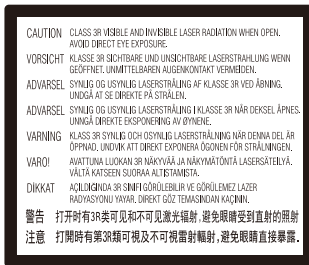 CAUTION CLASS 3R VISIBLE AND INVISIBLE LASER RADIATION WHEN OPEN.
AVOID DIRECT EYE EXPOSURE.
VORSICHT KLASSE 3R SICHTBARE UND UNSICHTBARE LASERSTRAHLUNG WENN
GEÖFFNET. UNMITTELBAREN AUGENKONTAKT VERMEIDEN.
ADVARSEL SYNLIG OG USYNLIG LASERSTRÅLING AF KLASSE 3R VED ÅBNING.
UNDGÅ AT SE DIREKTE PÅ STRÅLEN.
ADVARSEL SYNLIG OG USYNLIG LASERSTRÅLING I KLASSE 3R NÅR DEKSEL ÅPNES.
UNNGÅ DIREKTE EKSPONERING AV ØYNENE.
VARNING KLASS 3R SYNLIG OCH OSYNLIG LASERSTRÅLNING NÄR DENNA DEL ÄR
ÖPPNAD. UNDVIK ATT DIREKT EXPONERA ÖGONEN FÖR STRÅLNINGEN.
VARO! AVATTUNA LUOKAN 3R NÄKYVÄÄ JA NÄKYMÄTÖNTÄ LASERSÄTEILYÄ.
VÄLTÄ KATSEEN SUORAA ALTISTAMISTA.
DİKKAT AÇILDIĞINDA 3R SINIFI GÖRÜLEBİLİR VE GÖRÜLEMEZ LAZER
RADYASYONU YAYAR. DİREKT GÖZ TEMASINDAN KAÇININ.
警告 打开时有3R类可见和不可见激光辐射,避免眼睛受到直射的照射
注意 打開時有第3R類可視及不可視雷射輻射,避免眼睛直接暴露。